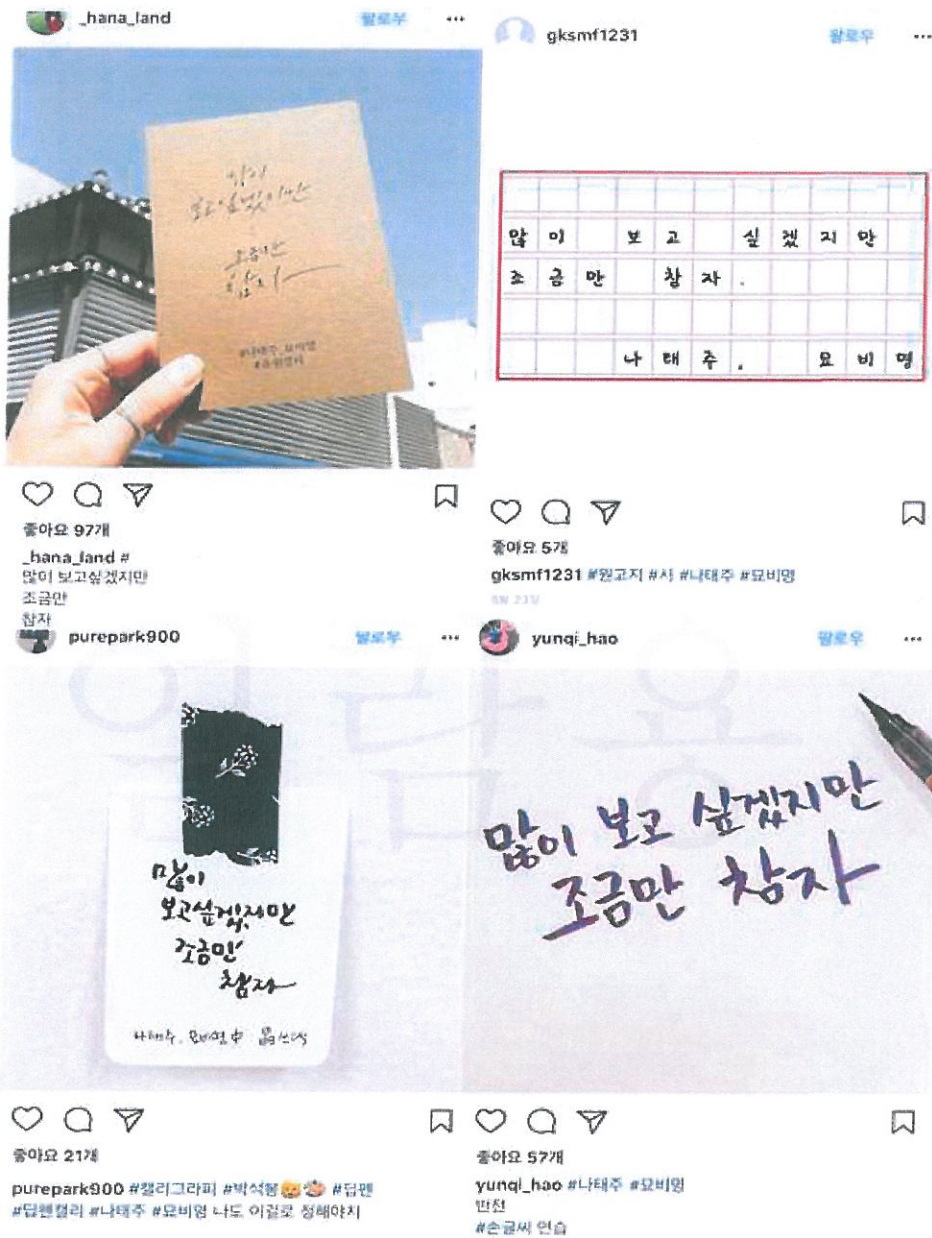 _hana_land 팔로우
많이
보고싶겠지만
조금만
참자
#나태주_묘비명
좋아요 97개
_hana_land #
많이 보고싶겠지만
조금만
참자
gksmf1231 팔로우
많이 보고 싶겠지만
조금만 참자.
나태주. 묘비명
좋아요 5개
gksmf1231 #원고지 #시 #나태주 #묘비명
purepark900 팔로우
많이
보고싶겠지만
조금만
참자
나태주. 묘비명 中
좋아요 21개
purepark900 #캘리그라피 #박석봉 #딥펜
#딥펜캘리 #나태주 #묘비명 나도 이걸로 정해야지
yunqi_hao 팔로우
많이 보고 싶겠지만
조금만 참자
좋아요 57개
yunqi_hao #나태주 #묘비명
반전
#손글씨 연습